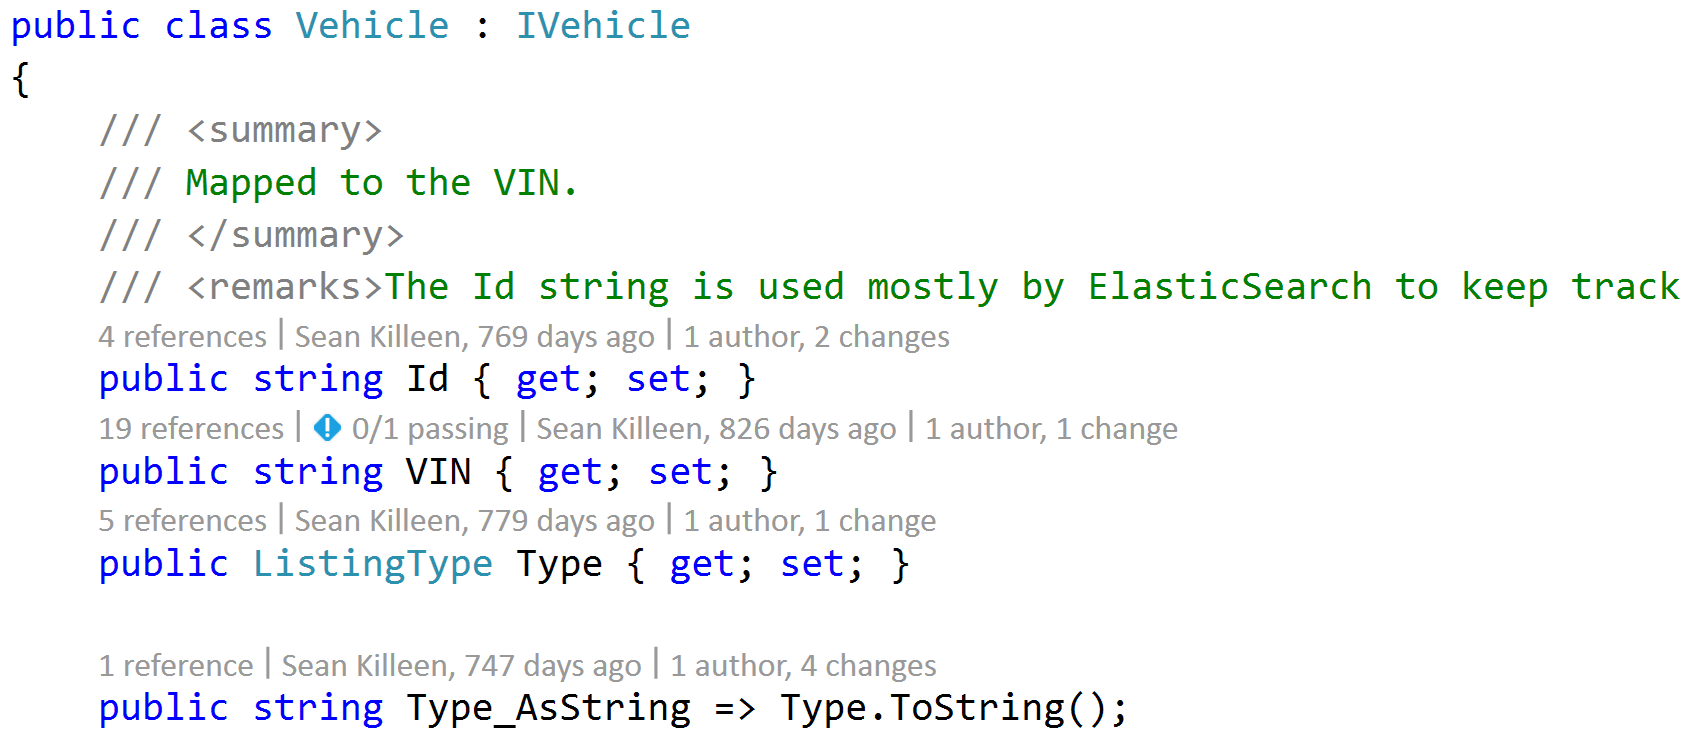 public class Vehicle : IVehicle
{
/// <summary>
/// Mapped to the VIN.
/// </summary>
/// <remarks>The Id string is used mostly by ElasticSearch to keep track
4 references | Sean Killeen, 769 days ago | 1 author, 2 changes
public string Id { get; set; }
19 references | 0/1 passing | Sean Killeen, 826 days ago | 1 author, 1 change
public string VIN { get; set; }
5 references | Sean Killeen, 779 days ago | 1 author, 1 change
public ListingType Type { get; set; }
1 reference | Sean Killeen, 747 days ago | 1 author, 4 changes
public string Type_AsString => Type.ToString();